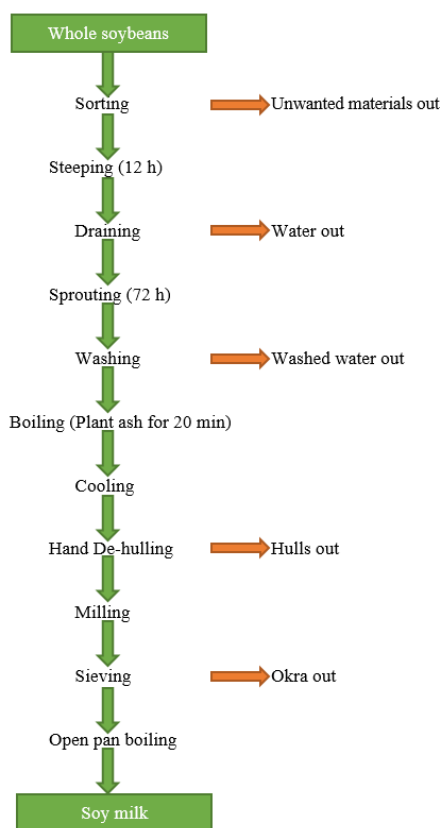 Whole soybeans
Sorting
Unwanted materials out
Steeping (12 h)
Draining
Water out
Sprouting (72 h)
Washing
Washed water out
Boiling (Plant ash for 20 min)
Cooling
Hand De-hulling
Hulls out
Milling
Sieving
Okra out
Open pan boiling
Soy milk